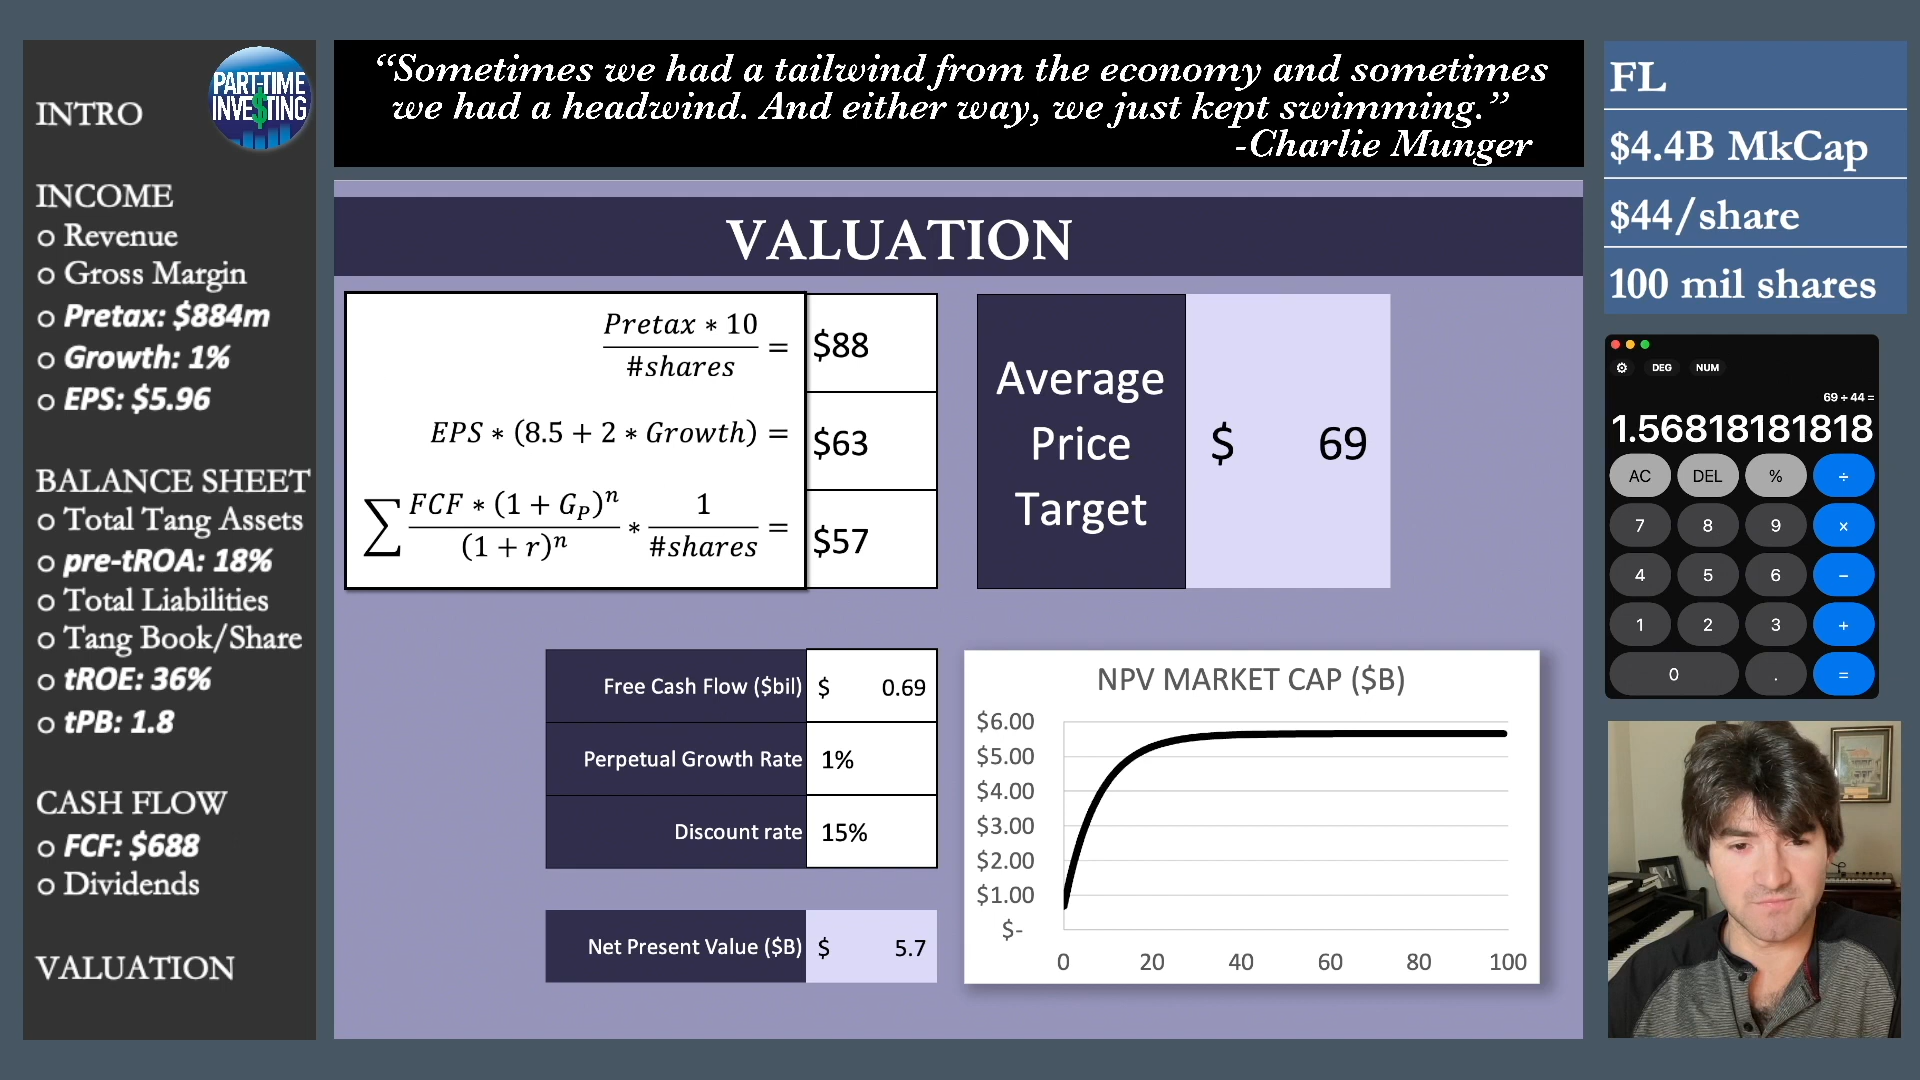 INTRO
PART-TIME
INVE$TING
INCOME
Revenue
Gross Margin
Pretax: $884m
Growth: 1%
EPS: $5.96
BALANCE SHEET
Total Tang Assets
pre-tROA: 18%
Total Liabilities
Tang Book/Share
tROE: 36%
tPB: 1.8
CASH FLOW
FCF: $688
Dividends
VALUATION
“Sometimes we had a tailwind from the economy and sometimes
we had a headwind. And either way, we just kept swimming.”
-Charlie Munger
VALUATION
Pretax * 10
#shares
= $88
EPS * (8.5 + 2 * Growth) = $63
∑ FCF * (1 + G_P)^n / (1 + r)^n * 1 / #shares = $57
Average
Price
Target
$ 69
Free Cash Flow ($bil) $ 0.69
Perpetual Growth Rate 1%
Discount rate 15%
Net Present Value ($B) $ 5.7
NPV MARKET CAP ($B)
$6.00
$5.00
$4.00
$3.00
$2.00
$1.00
$-
0 20 40 60 80 100
FL
$4.4B MkCap
$44/share
100 mil shares
DEG NUM
69 ÷ 44 =
1.56818181818
AC DEL % ÷
7 8 9 ×
4 5 6 −
1 2 3 +
0 . =